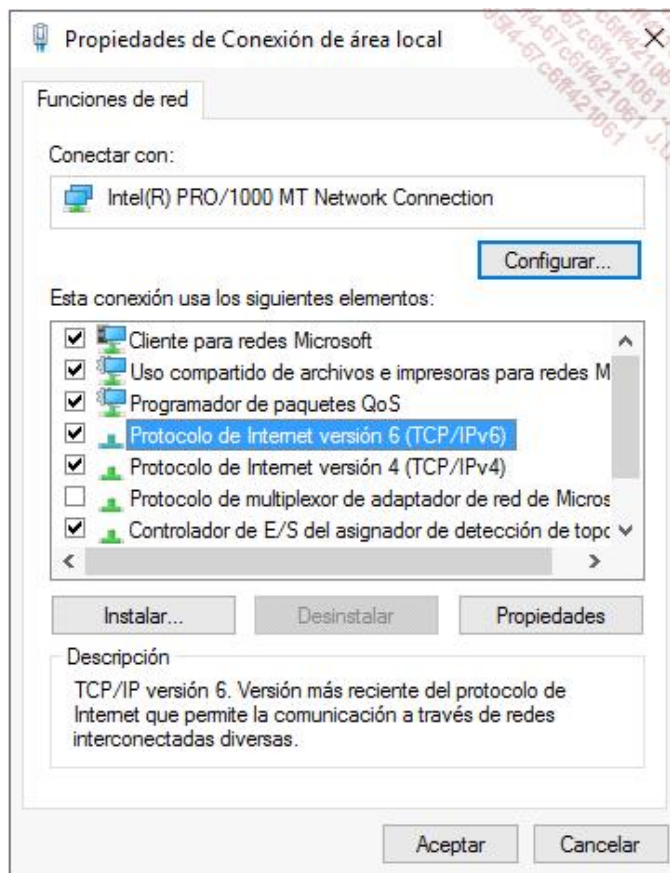 Propiedades de Conexión de área local
Funciones de red
Conectar con:
Intel(R) PRO/1000 MT Network Connection
Configurar...
Esta conexión usa los siguientes elementos:
Cliente para redes Microsoft
Uso compartido de archivos e impresoras para redes M
Programador de paquetes QoS
Protocolo de Internet versión 6 (TCP/IPv6)
Protocolo de Internet versión 4 (TCP/IPv4)
Protocolo de multiplexor de adaptador de red de Micros
Controlador de E/S del asignador de detección de topo
Instalar...
Desinstalar
Propiedades
Descripción
TCP/IP versión 6. Versión más reciente del protocolo de
Internet que permite la comunicación a través de redes
interconectadas diversas.
Aceptar
Cancelar